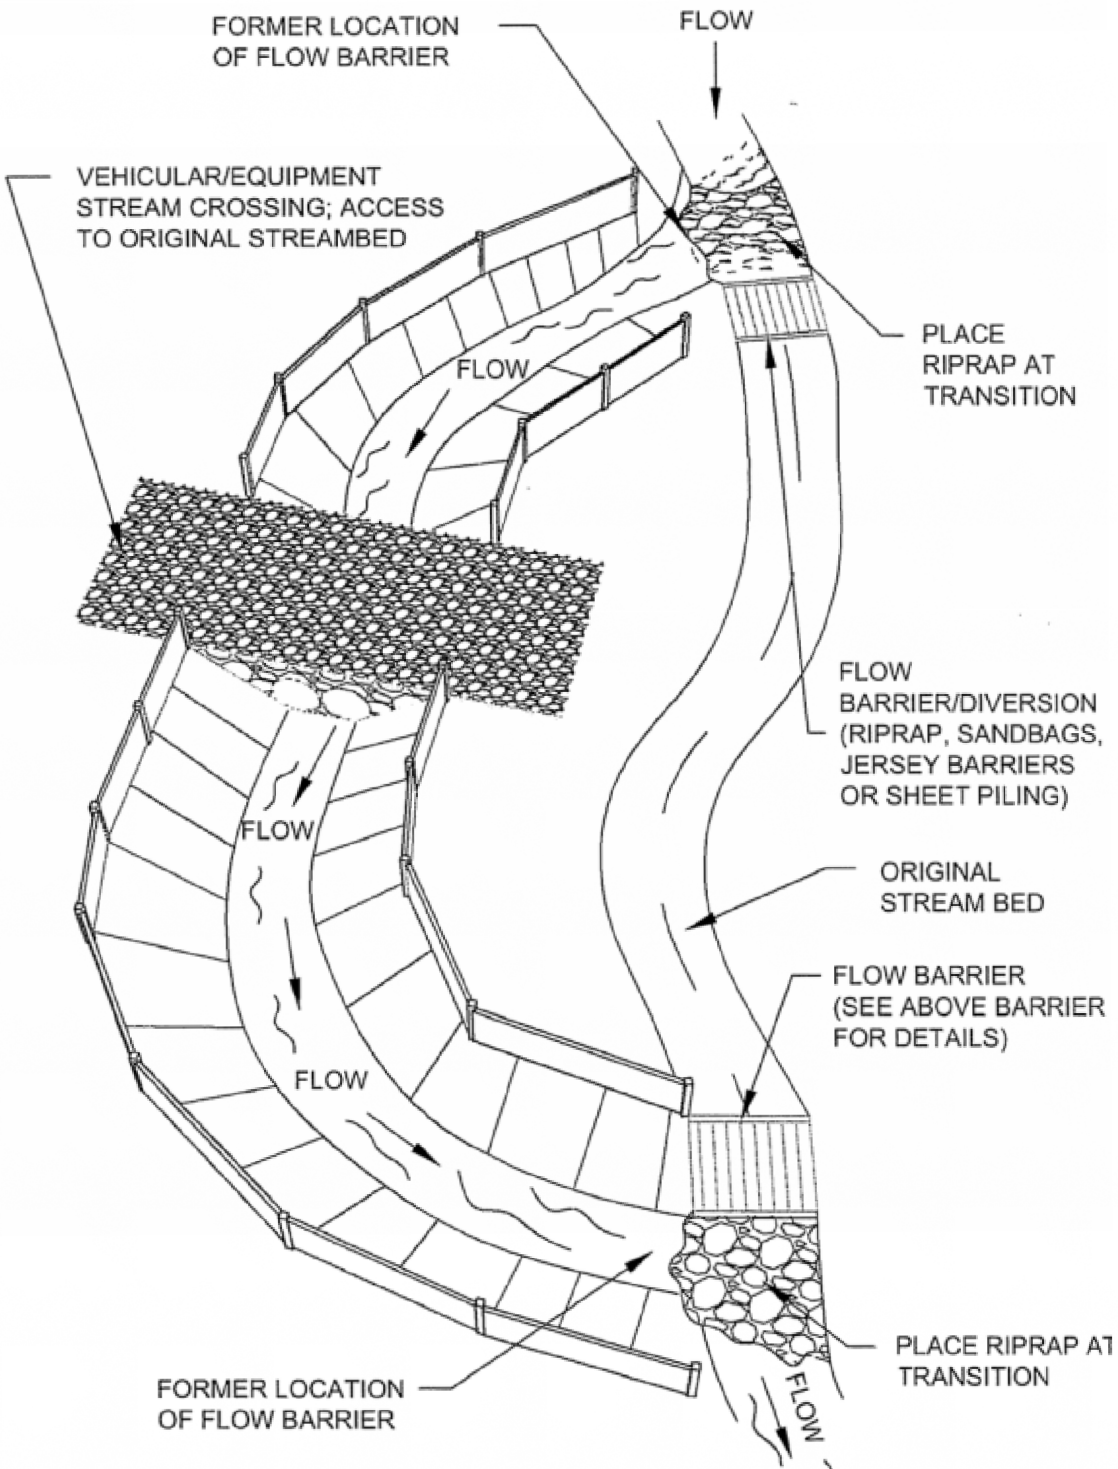 FORMER LOCATION
OF FLOW BARRIER
FLOW
VEHICULAR/EQUIPMENT
STREAM CROSSING; ACCESS
TO ORIGINAL STREAMBED
PLACE
RIPRAP AT
TRANSITION
FLOW
FLOW
BARRIER/DIVERSION
(RIPRAP, SANDBAGS,
JERSEY BARRIERS
OR SHEET PILING)
FLOW
ORIGINAL
STREAM BED
FLOW BARRIER
(SEE ABOVE BARRIER
FOR DETAILS)
FLOW
PLACE RIPRAP AT
TRANSITION
FORMER LOCATION
OF FLOW BARRIER
FLOW